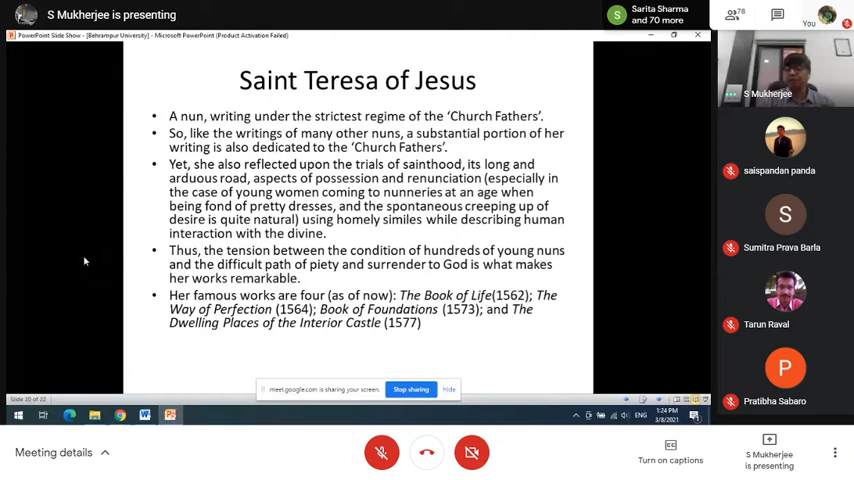 S Mukherjee is presenting
S
Sarita Sharma
and 70 more
78
You
PowerPoint Slide Show - [Behrampur University] - Microsoft PowerPoint (Product Activation Failed)
Saint Teresa of Jesus
• A nun, writing under the strictest regime of the ‘Church Fathers’.
• So, like the writings of many other nuns, a substantial portion of her
writing is also dedicated to the ‘Church Fathers’.
• Yet, she also reflected upon the trials of sainthood, its long and
arduous road, aspects of possession and renunciation (especially in
the case of young women coming to nunneries at an age when
being fond of pretty dresses, and the spontaneous creeping up of
desire is quite natural) using homely similes while describing human
interaction with the divine.
• Thus, the tension between the condition of hundreds of young nuns
and the difficult path of piety and surrender to God is what makes
her works remarkable.
• Her famous works are four (as of now): The Book of Life(1562); The
Way of Perfection (1564); Book of Foundations (1573); and The
Dwelling Places of the Interior Castle (1577)
meet.google.com is sharing your screen.
Stop sharing
Hide
ENG
1:24 PM
3/8/2021
S Mukherjee
saispandan panda
S
Sumitra Prava Barla
Tarun Raval
P
Pratibha Sabaro
Meeting details
CC
Turn on captions
S Mukherjee
is presenting